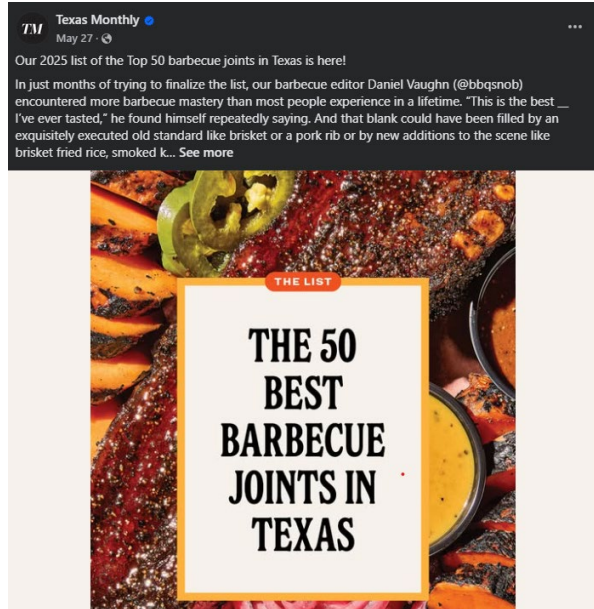 TM
Texas Monthly
May 27 ·
Our 2025 list of the Top 50 barbecue joints in Texas is here!
In just months of trying to finalize the list, our barbecue editor Daniel Vaughn (@bbqsnob)
encountered more barbecue mastery than most people experience in a lifetime. “This is the best __
I’ve ever tasted,” he found himself repeatedly saying. And that blank could have been filled by an
exquisitely executed old standard like brisket or a pork rib or by new additions to the scene like
brisket fried rice, smoked k... See more
THE LIST
THE 50
BEST
BARBECUE
JOINTS IN
TEXAS